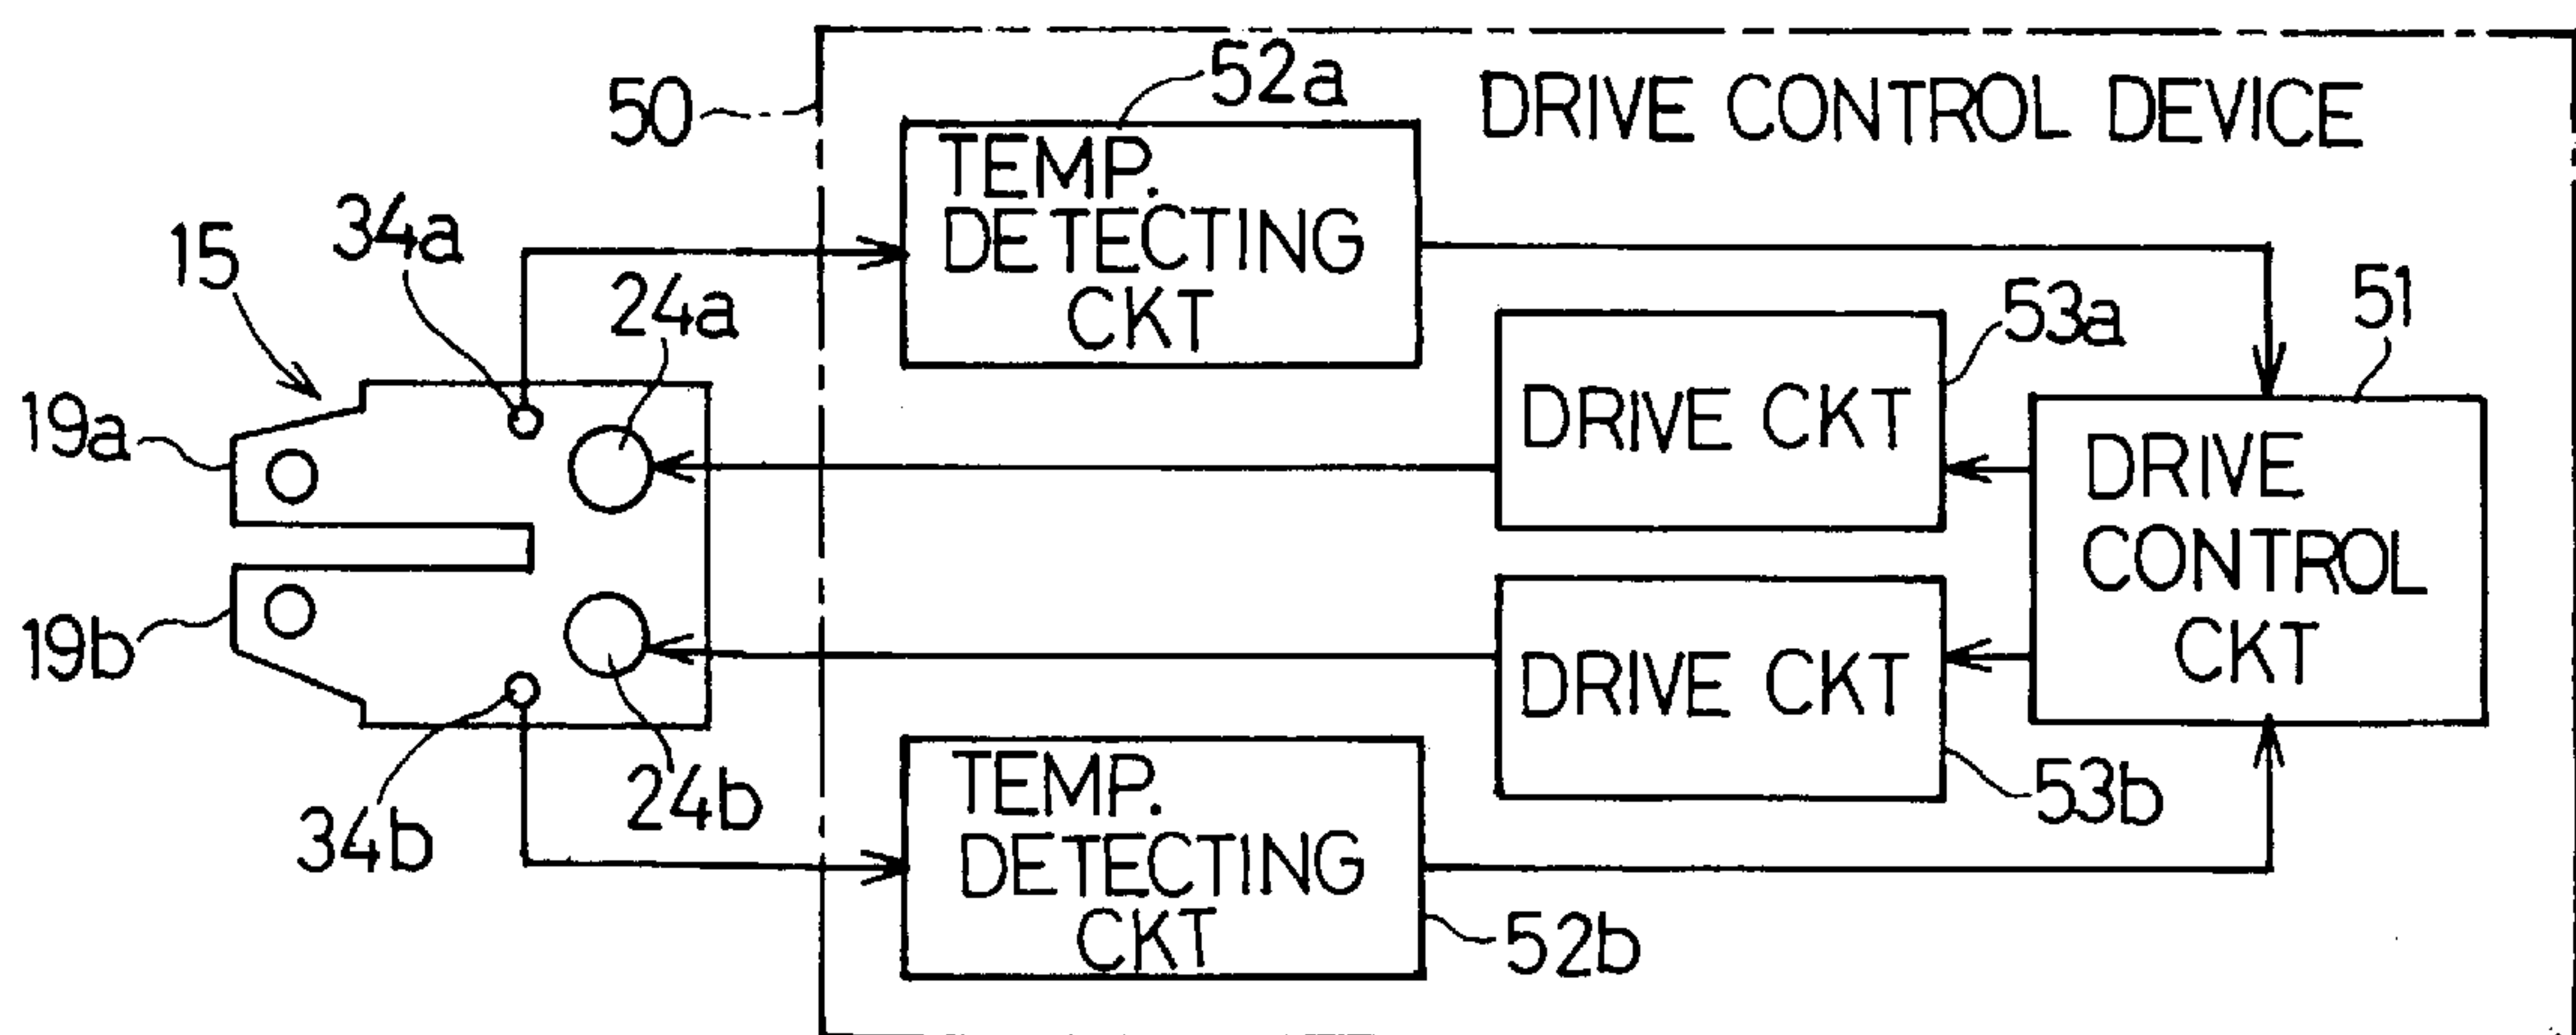 DRIVE CONTROL DEVICE
50
52a
TEMP.
DETECTING
CKT
15
34a
24a
19a
19b
34b
24b
53a
DRIVE CKT
51
DRIVE
CONTROL
CKT
DRIVE CKT
53b
TEMP.
DETECTING
CKT
52b